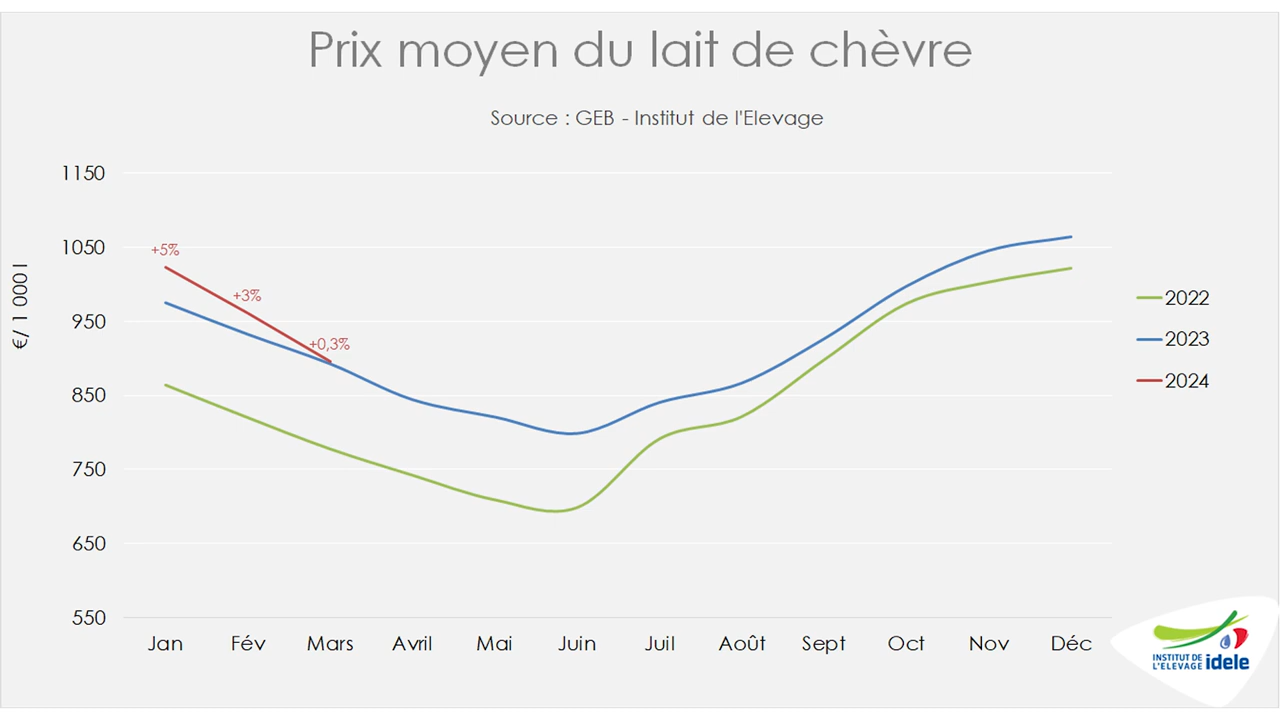 Prix moyen du lait de chèvre
Source : GEB - Institut de l'Elevage
€/ 1 000 l
1150
1050
950
850
750
650
550
+5%
+3%
+0,3%
Jan Fév Mars Avril Mai Juin Juil Août Sept Oct Nov Déc
2022
2023
2024
INSTITUT DE
L'ELEVAGE idele